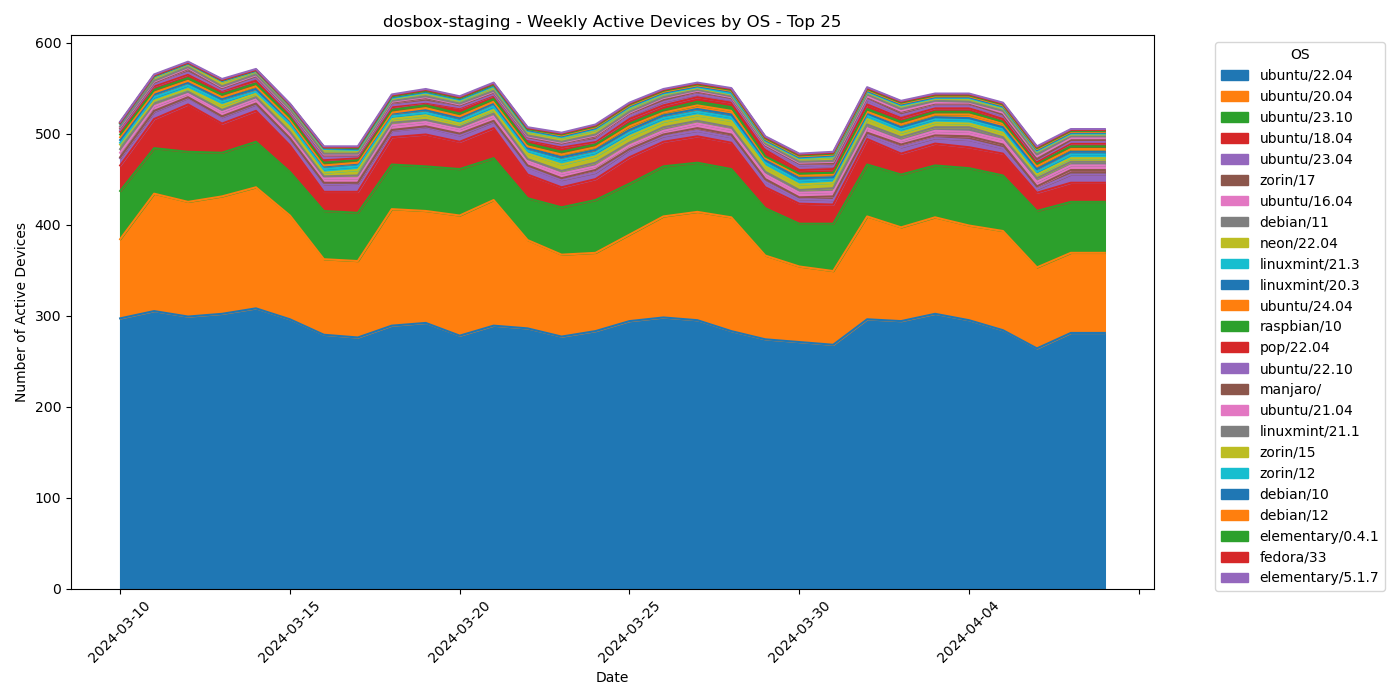 dosbox-staging - Weekly Active Devices by OS - Top 25
600
500
400
300
200
100
0
Number of Active Devices
2024-03-10
2024-03-15
2024-03-20
2024-03-25
2024-03-30
2024-04-04
Date
OS
ubuntu/22.04
ubuntu/20.04
ubuntu/23.10
ubuntu/18.04
ubuntu/23.04
zorin/17
ubuntu/16.04
debian/11
neon/22.04
linuxmint/21.3
linuxmint/20.3
ubuntu/24.04
raspbian/10
pop/22.04
ubuntu/22.10
manjaro/
ubuntu/21.04
linuxmint/21.1
zorin/15
zorin/12
debian/10
debian/12
elementary/0.4.1
fedora/33
elementary/5.1.7